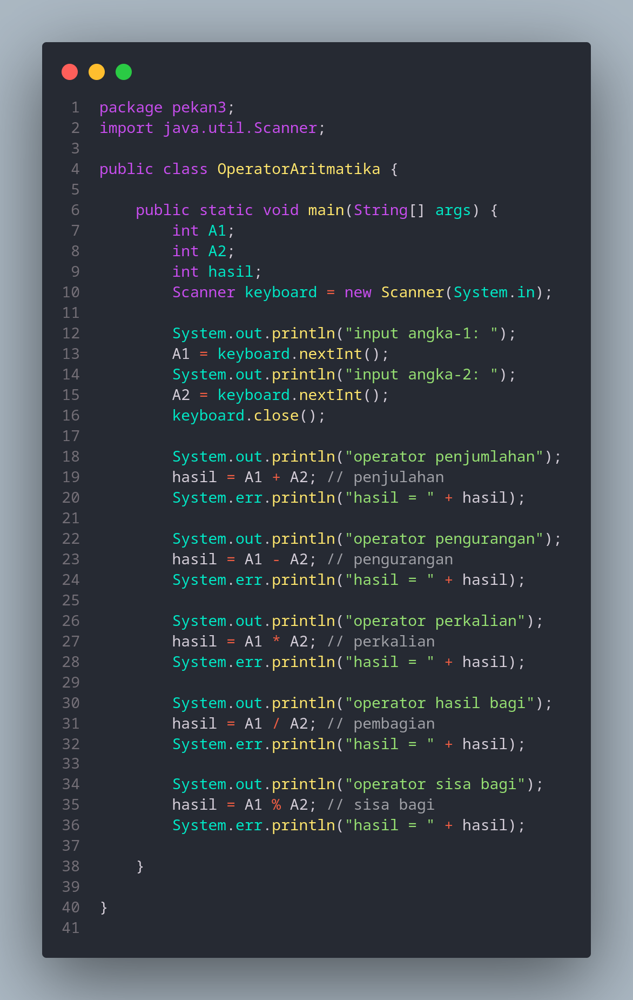 1 package pekan3;
2 import java.util.Scanner;
3
4 public class OperatorAritmatika {
5
6     public static void main(String[] args) {
7         int A1;
8         int A2;
9         int hasil;
10         Scanner keyboard = new Scanner(System.in);
11
12         System.out.println("input angka-1: ");
13         A1 = keyboard.nextInt();
14         System.out.println("input angka-2: ");
15         A2 = keyboard.nextInt();
16         keyboard.close();
17
18         System.out.println("operator penjumlahan");
19         hasil = A1 + A2; // penjulahan
20         System.err.println("hasil = " + hasil);
21
22         System.out.println("operator pengurangan");
23         hasil = A1 - A2; // pengurangan
24         System.err.println("hasil = " + hasil);
25
26         System.out.println("operator perkalian");
27         hasil = A1 * A2; // perkalian
28         System.err.println("hasil = " + hasil);
29
30         System.out.println("operator hasil bagi");
31         hasil = A1 / A2; // pembagian
32         System.err.println("hasil = " + hasil);
33
34         System.out.println("operator sisa bagi");
35         hasil = A1 % A2; // sisa bagi
36         System.err.println("hasil = " + hasil);
37
38     }
39
40 }
41